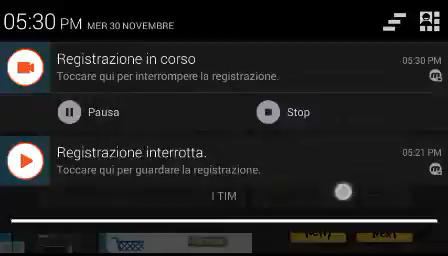 05:30 PM MER 30 NOVEMBRE
Registrazione in corso 05:30 PM
Toccare qui per interrompere la registrazione.
Pausa Stop
Registrazione interrotta. 05:21 PM
Toccare qui per guardare la registrazione.
I TIM